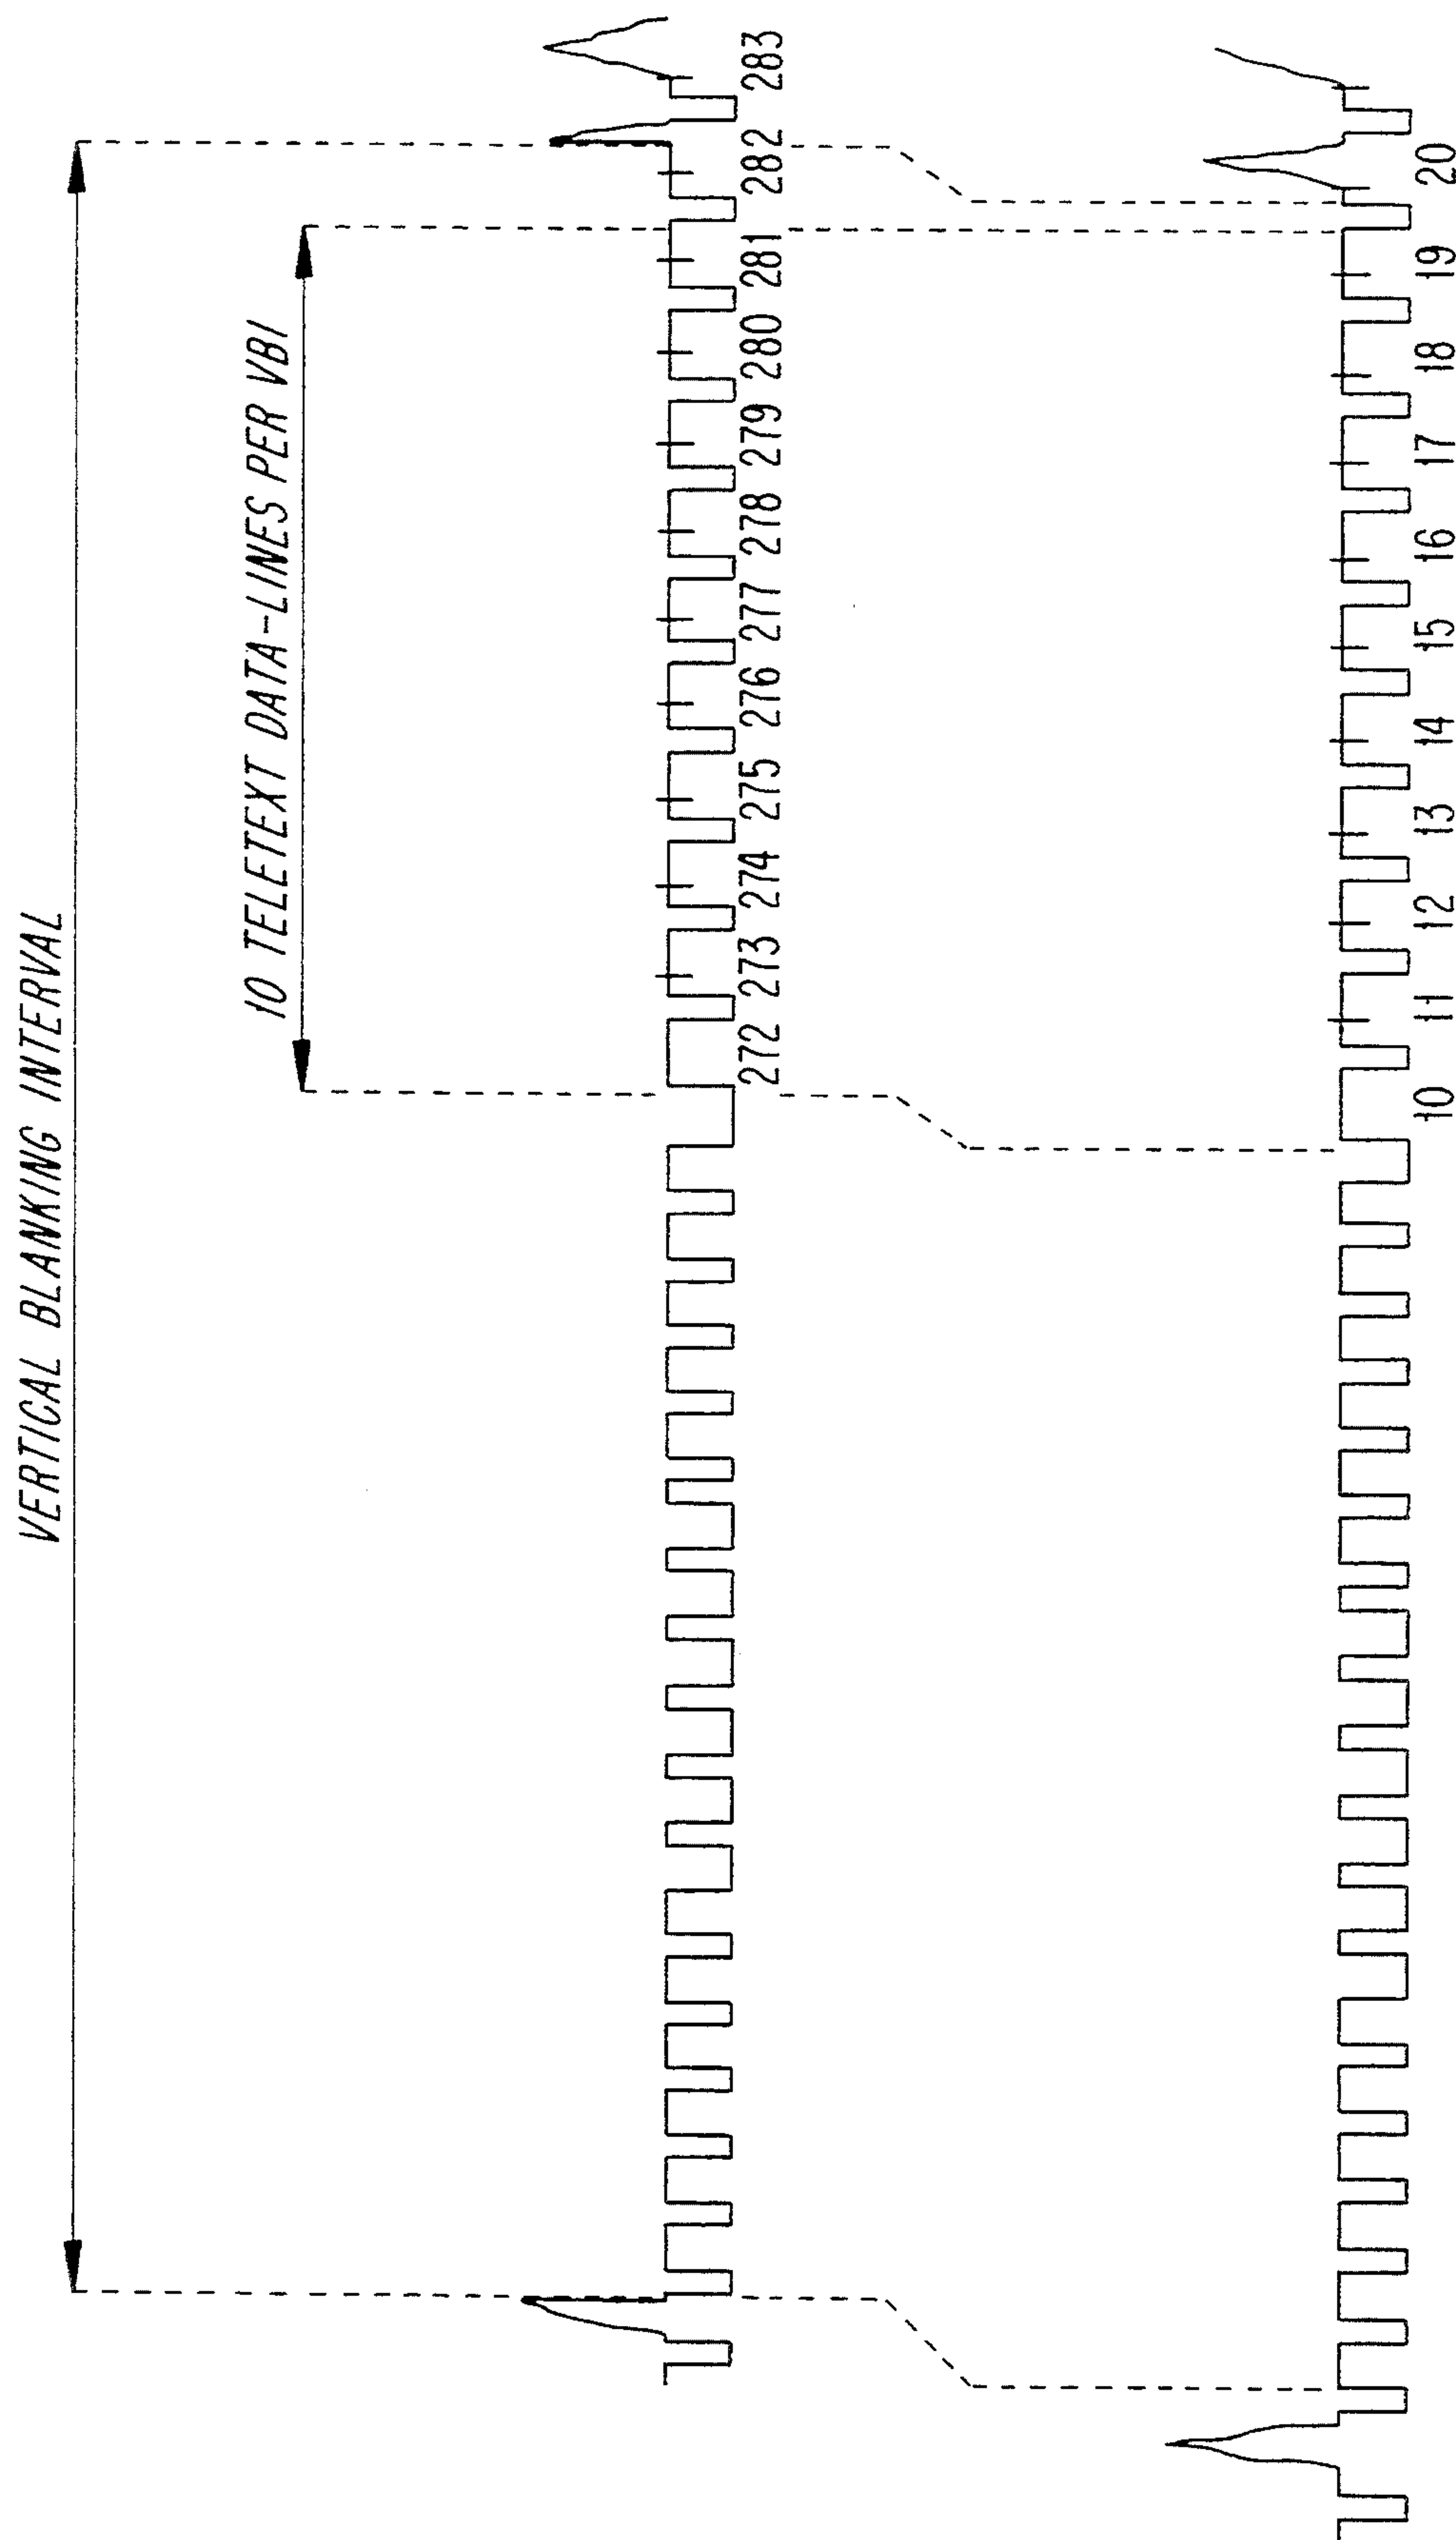 VERTICAL BLANKING INTERVAL
10 TELETEXT DATA-LINES PER VBI
272 273 274 275 276 277 278 279 280 281 282 283
10 11 12 13 14 15 16 17 18 19 20